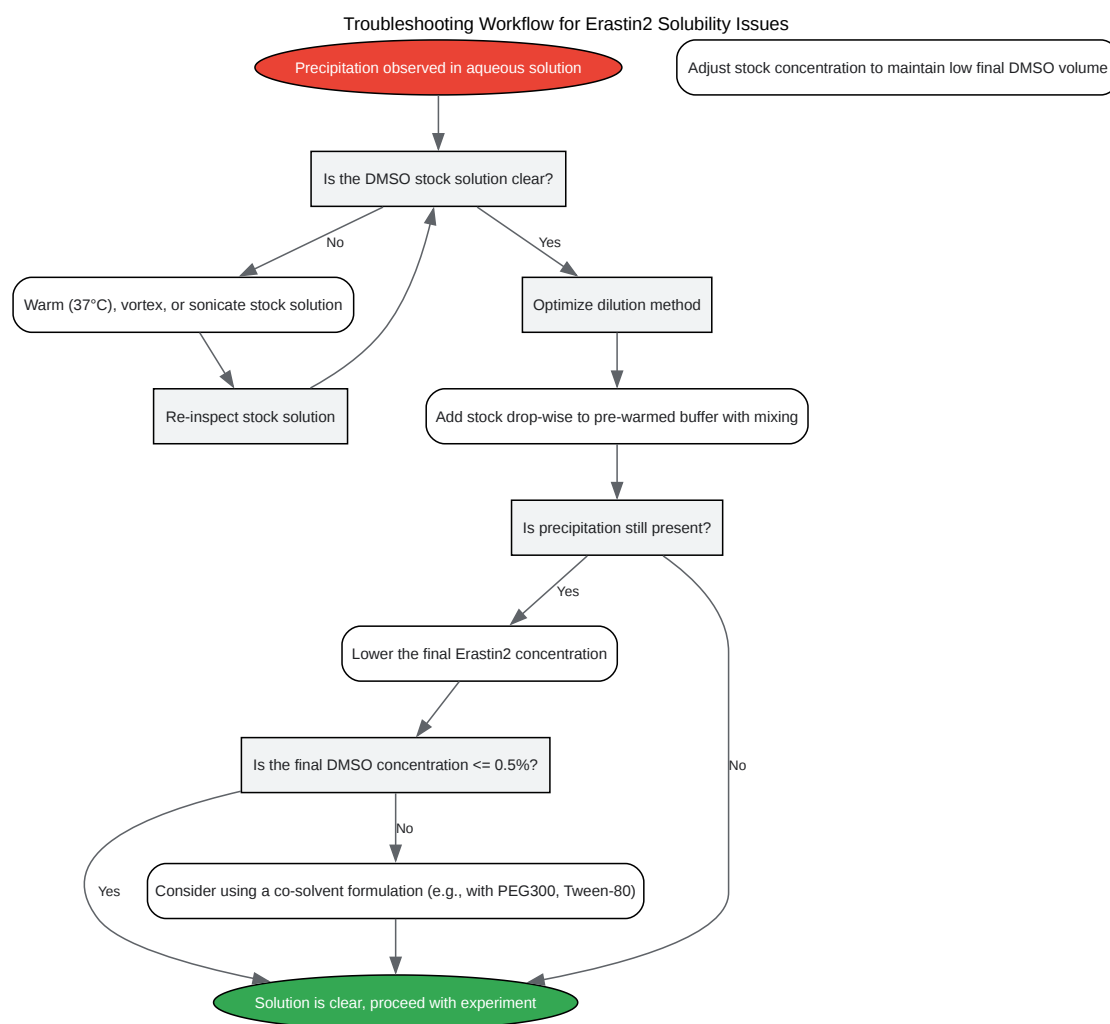 Troubleshooting Workflow for Erastin2 Solubility Issues
Precipitation observed in aqueous solution
Adjust stock concentration to maintain low final DMSO volume
Is the DMSO stock solution clear?
No
Yes
Warm (37°C), vortex, or sonicate stock solution
Optimize dilution method
Re-inspect stock solution
Add stock drop-wise to pre-warmed buffer with mixing
Is precipitation still present?
Yes
Lower the final Erastin2 concentration
Is the final DMSO concentration <= 0.5%?
No
No
Yes
Consider using a co-solvent formulation (e.g., with PEG300, Tween-80)
Solution is clear, proceed with experiment